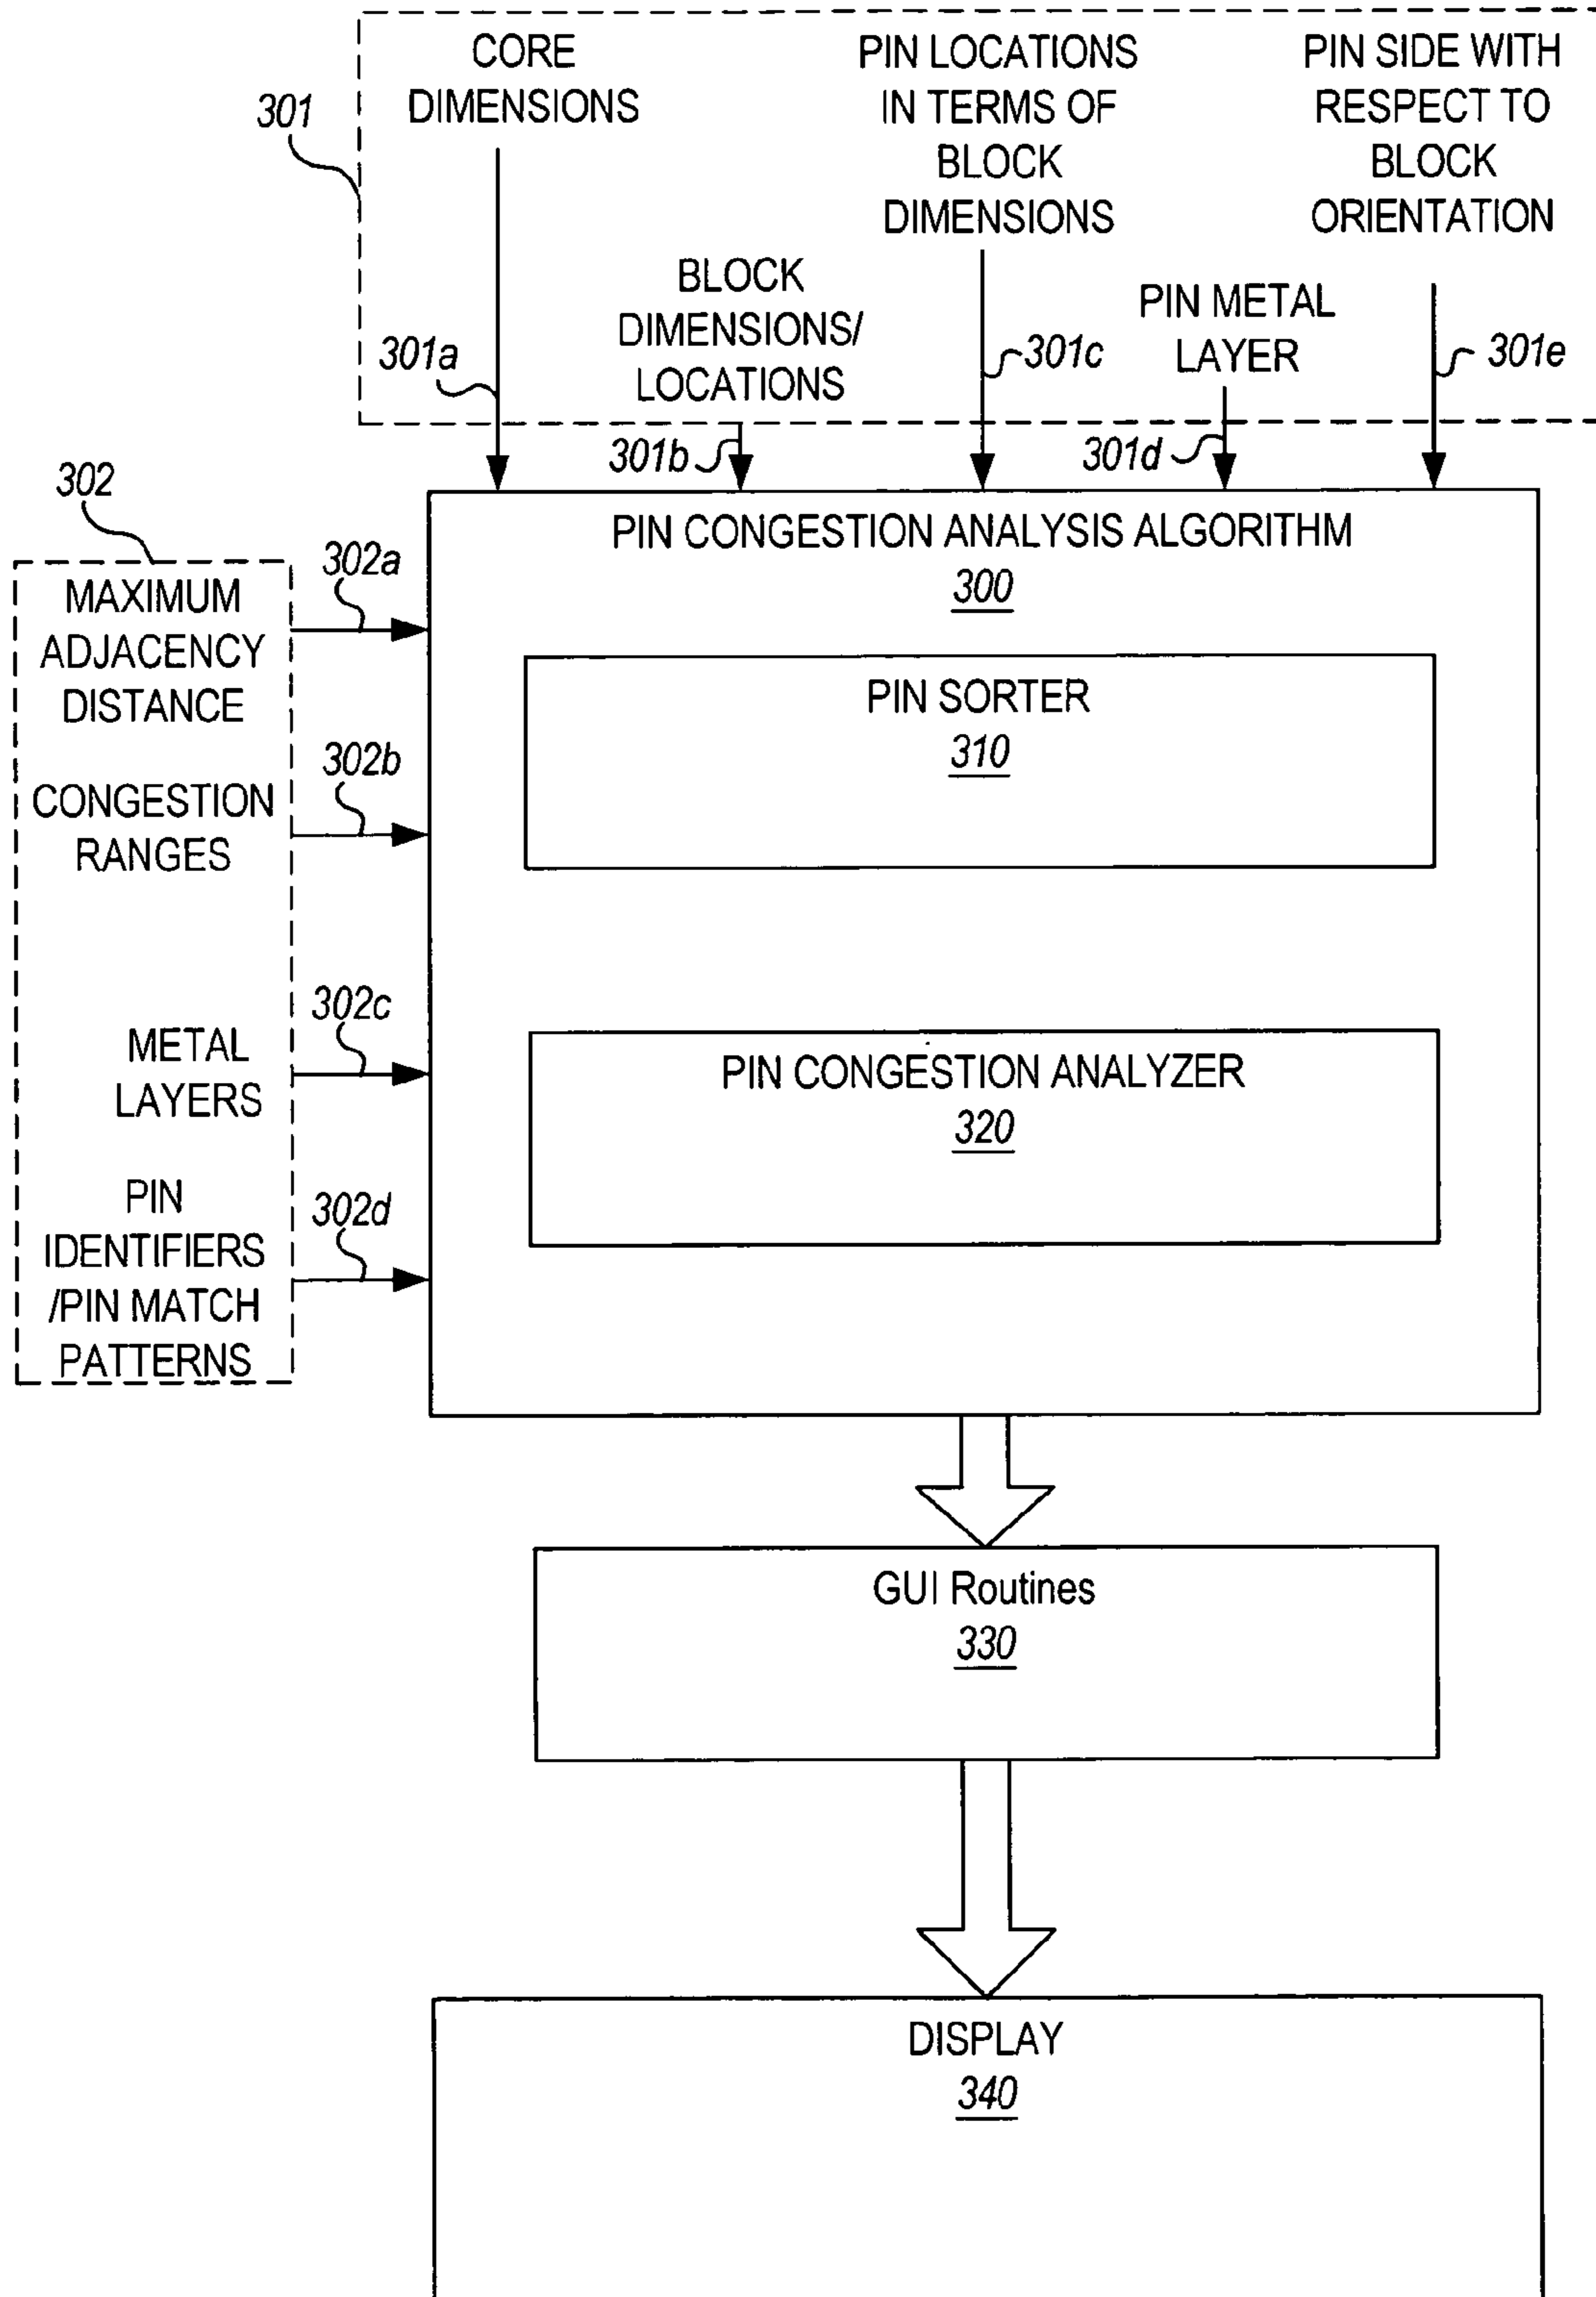 CORE
DIMENSIONS
PIN LOCATIONS
IN TERMS OF
BLOCK
DIMENSIONS
PIN SIDE WITH
RESPECT TO
BLOCK
ORIENTATION
301
BLOCK
DIMENSIONS/
LOCATIONS
PIN METAL
LAYER
301a
301c
301e
301b
301d
302
MAXIMUM
ADJACENCY
DISTANCE
302a
CONGESTION
RANGES
302b
METAL
LAYERS
302c
PIN
IDENTIFIERS
/PIN MATCH
PATTERNS
302d
PIN CONGESTION ANALYSIS ALGORITHM
300
PIN SORTER
310
PIN CONGESTION ANALYZER
320
GUI Routines
330
DISPLAY
340